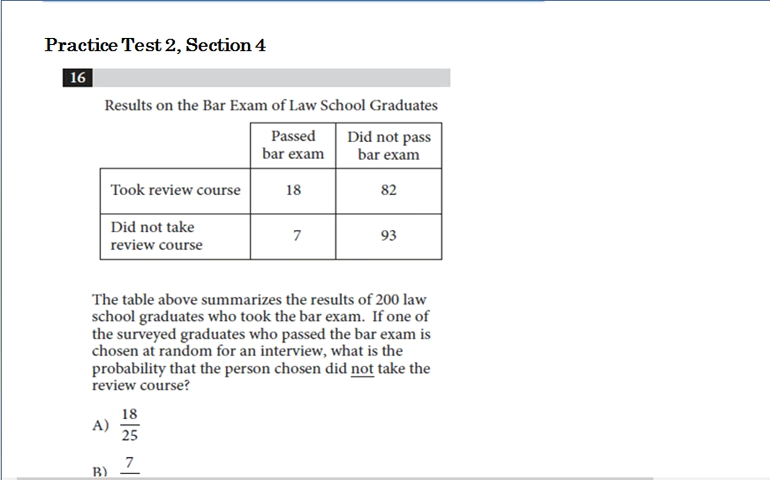 Practice Test 2, Section 4
16
Results on the Bar Exam of Law School Graduates
Passed bar exam
Did not pass bar exam
Took review course 18 82
Did not take review course 7 93
The table above summarizes the results of 200 law
school graduates who took the bar exam. If one of
the surveyed graduates who passed the bar exam is
chosen at random for an interview, what is the
probability that the person chosen did not take the
review course?
A) 18/25
B) 7